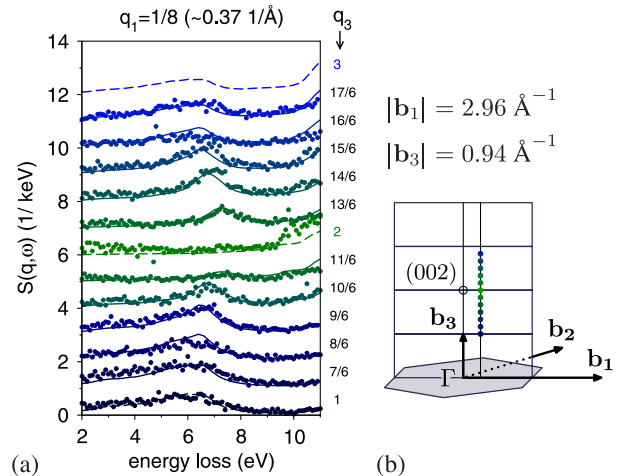 q₁=1/8 (~0.37 1/Å)
q₃
S(q,ω) (1/ keV)
14
12
10
8
6
4
2
0
3
17/6
16/6
15/6
14/6
13/6
2
11/6
10/6
9/6
8/6
7/6
1
2 4 6 8 10
energy loss (eV)
(a)
|b₁| = 2.96 Å⁻¹
|b₃| = 0.94 Å⁻¹
(002)
b₃
b₂
Γ
b₁
(b)